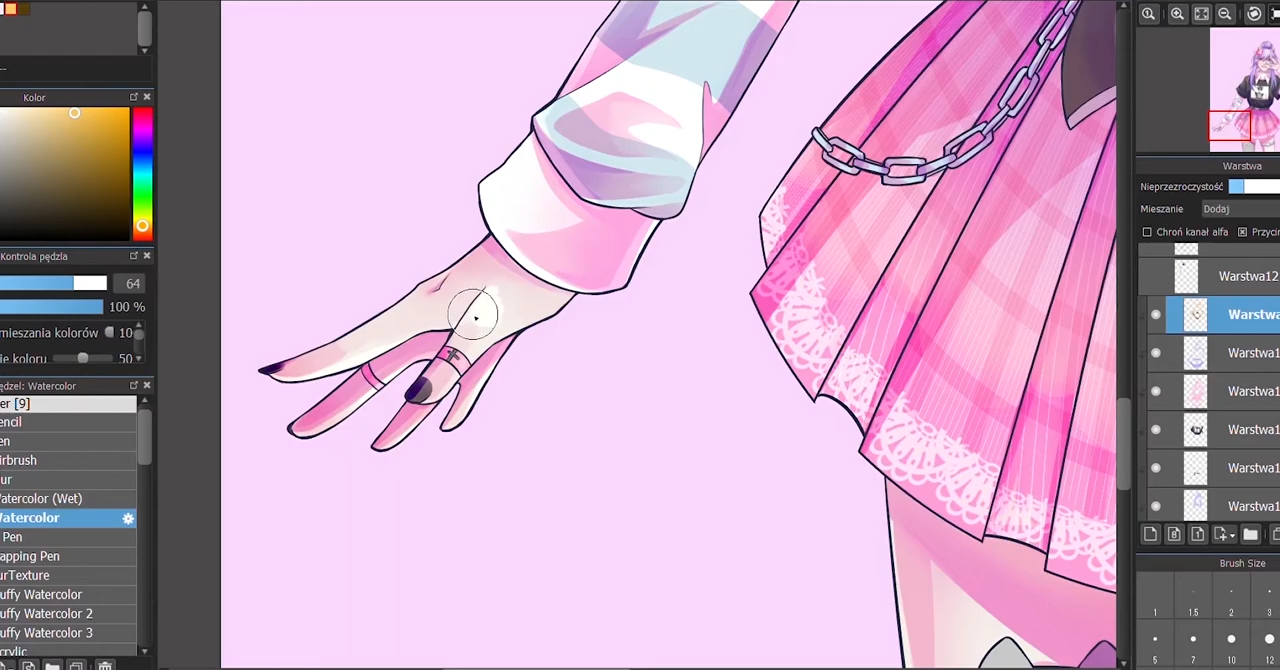 Kolor
Kontrola pędzla
64
100 %
mieszania kolorów
10
ie koloru
50
ędzel: Watercolor
er [9]
encil
en
irbrush
ur
Watercolor (Wet)
Watercolor
Pen
apping Pen
urTexture
uffy Watercolor
uffy Watercolor 2
uffy Watercolor 3
crylic
Warstwa
Nieprzezroczystość
Mieszanie
Dodaj
Chroń kanał alfa
Przycin
Warstwa12
Warstwa
Warstwa1
Warstwa1
Warstwa1
Warstwa1
Warstwa1
Brush Size
1
1.5
2
3
5
7
10
12